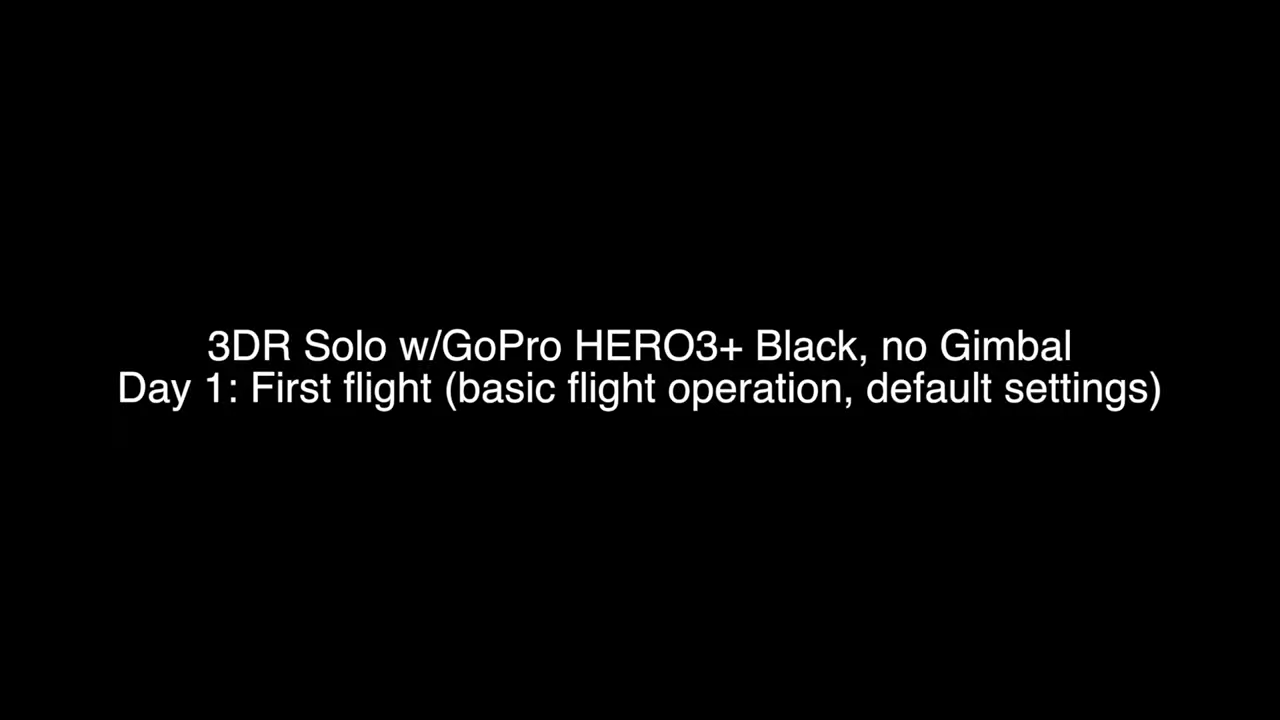 3DR Solo w/GoPro HERO3+ Black, no Gimbal
Day 1: First flight (basic flight operation, default settings)